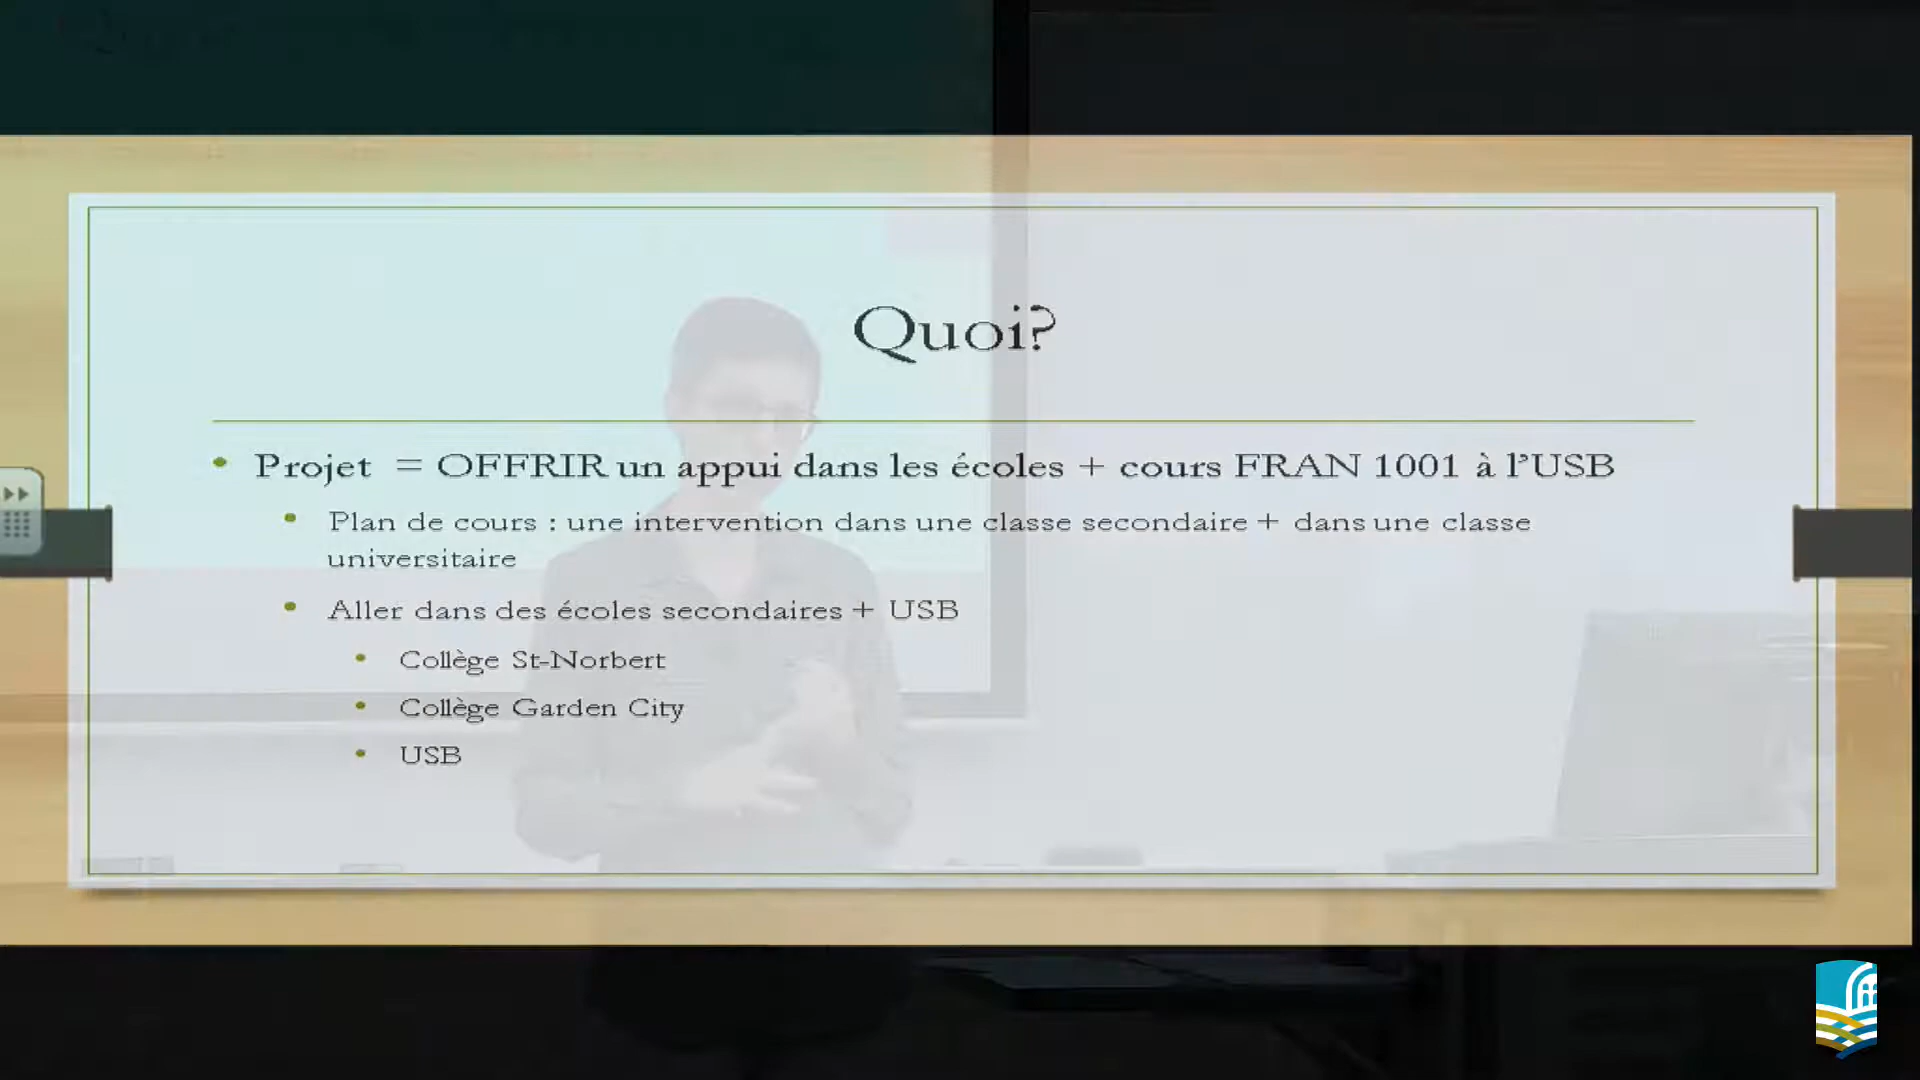 Quoi?
• Projet = OFFRIR un appui dans les écoles + cours FRAN 1001 à l’USB
• Plan de cours : une intervention dans une classe secondaire + dans une classe
universitaire
• Aller dans des écoles secondaires + USB
• Collège St-Norbert
• Collège Garden City
• USB